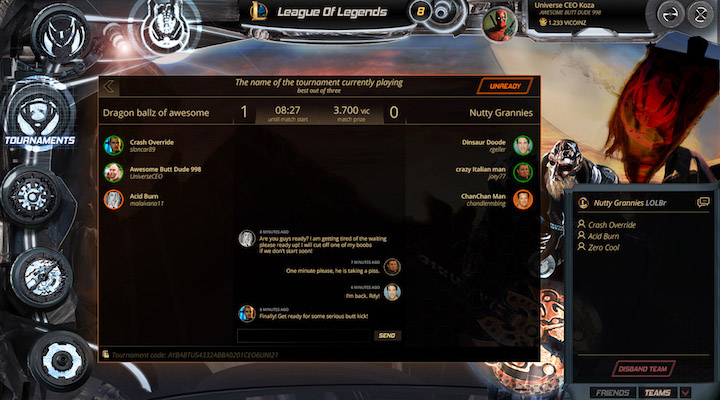 League Of Legends
8
Universe CEO Koza
AWESOME BUTT DUDE 998
1.233 VICOINZ
The name of the tournament currently playing
best out of three
UNREADY
Dragon ballz of awesome
1
08:27
until match start
3.700 VIC
match prize
0
Nutty Grannies
TOURNAMENTS
Crash Override
sloncar89
Awesome Butt Dude 998
UniverseCEO
Acid Burn
malaivana11
Dinsaur Doode
rgeller
crazy Italian man
joey77
ChanChan Man
chandlermbing
8 MINUTES AGO
Are you guys ready? I am getting tired of the waiting
please ready up! I will cut off one of my boobs
if we don't start soon!
7 MINUTES AGO
One minute please, he is taking a piss.
6 MINUTES AGO
I'm back. Rdy!
5 MINUTES AGO
Finally! Get ready for some serious butt kick!
SEND
Tournament code: AYBABTU54332ABBA0201CEO6UNI21
Nutty Grannies LOLBr
Crash Override
Acid Burn
Zero Cool
DISBAND TEAM
FRIENDS
TEAMS